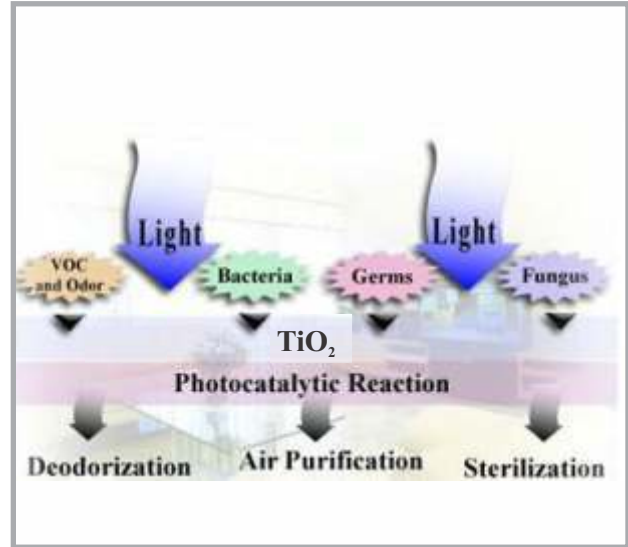 Light
Light
VOC
and Odor
Bacteria
Germs
Fungus
TiO₂
Photocatalytic Reaction
Deodorization
Air Purification
Sterilization